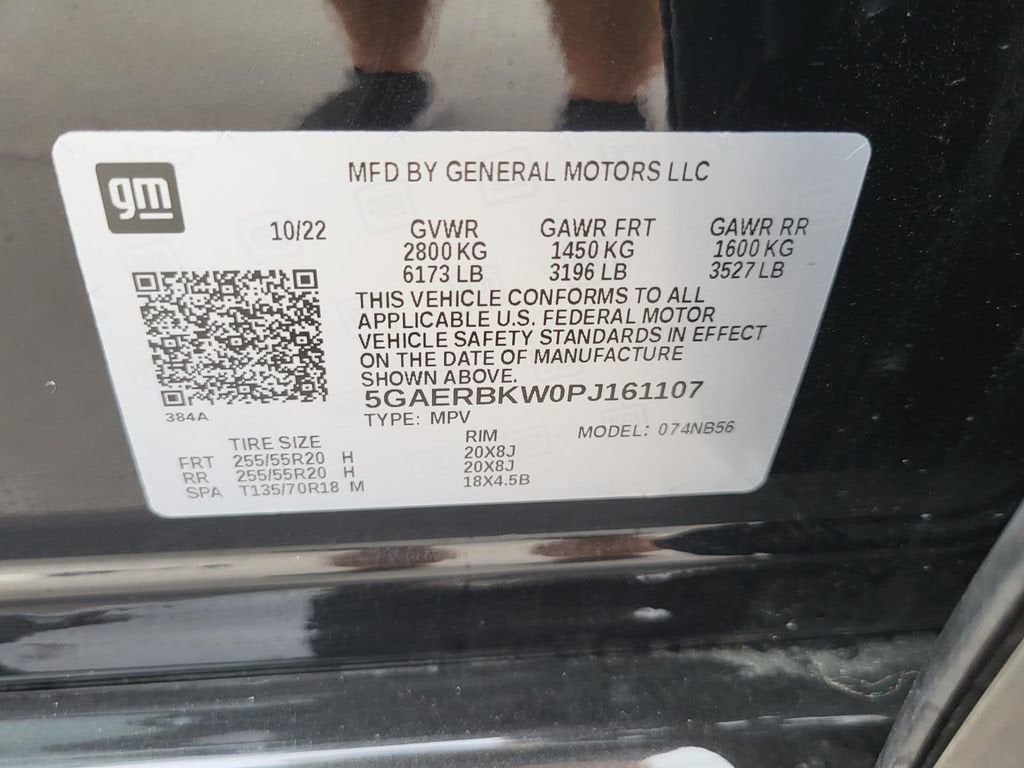 gm
MFD BY GENERAL MOTORS LLC
10/22
GVWR GAWR FRT GAWR RR
2800 KG 1450 KG 1600 KG
6173 LB 3196 LB 3527 LB
THIS VEHICLE CONFORMS TO ALL
APPLICABLE U.S. FEDERAL MOTOR
VEHICLE SAFETY STANDARDS IN EFFECT
ON THE DATE OF MANUFACTURE
SHOWN ABOVE.
5GAERBKW0PJ161107
384A
TYPE: MPV
MODEL: 074NB56
TIRE SIZE RIM
FRT 255/55R20 H 20X8J
RR 255/55R20 H 20X8J
SPA T135/70R18 M 18X4.5B